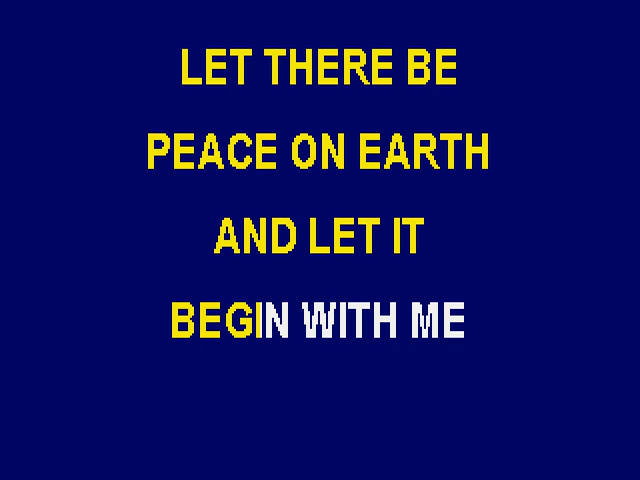 LET THERE BE
PEACE ON EARTH
AND LET IT
BEGIN WITH ME